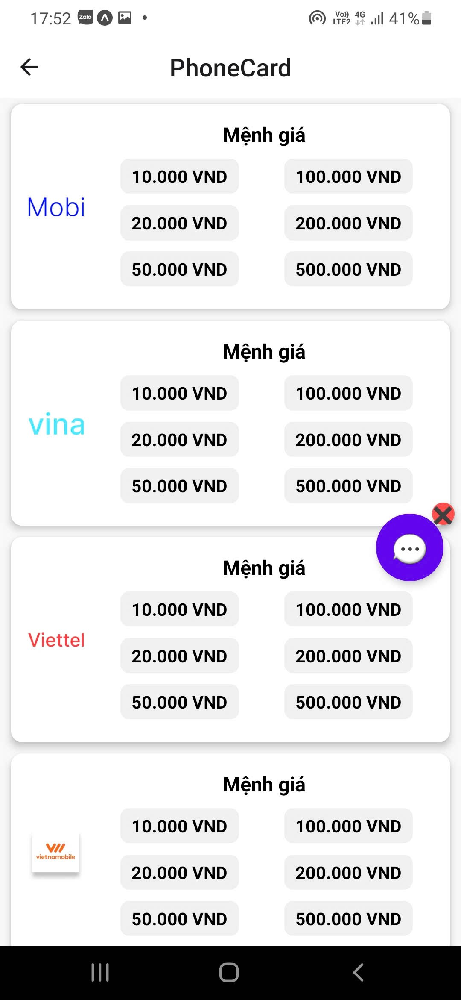 17:52 Zalo Vo)) LTE2 4G 41%
PhoneCard
Mệnh giá
10.000 VND 100.000 VND
Mobi
20.000 VND 200.000 VND
50.000 VND 500.000 VND
Mệnh giá
10.000 VND 100.000 VND
vina
20.000 VND 200.000 VND
50.000 VND 500.000 VND
Mệnh giá
10.000 VND 100.000 VND
Viettel
20.000 VND 200.000 VND
50.000 VND 500.000 VND
Mệnh giá
10.000 VND 100.000 VND
vietnamobile
20.000 VND 200.000 VND
50.000 VND 500.000 VND